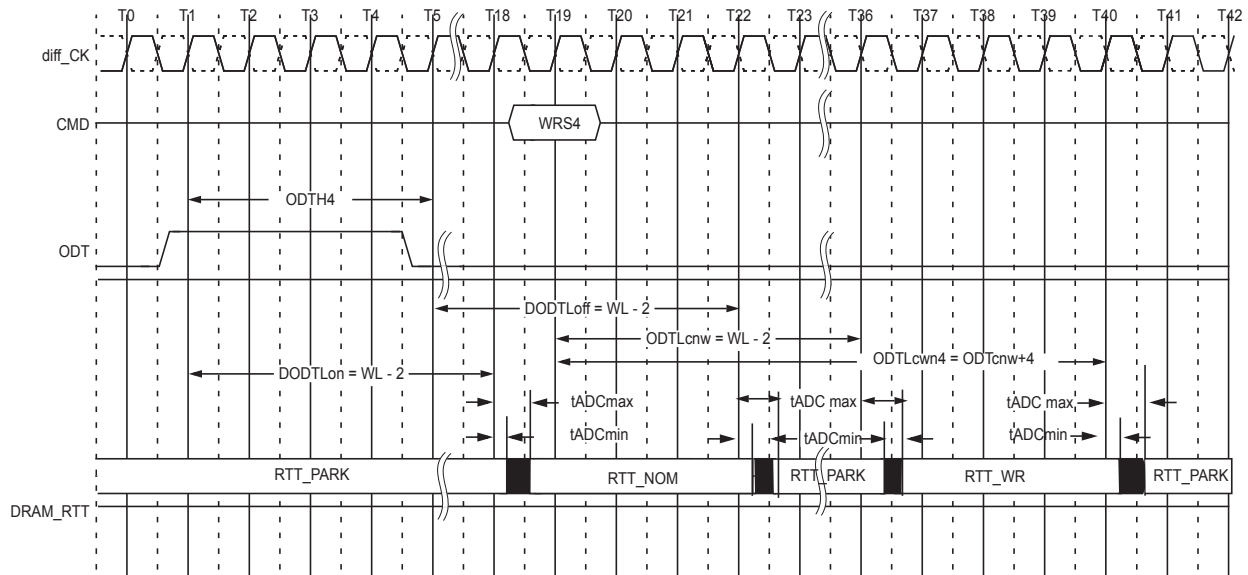 T0 T1 T2 T3 T4 T5 T18 T19 T20 T21 T22 T23 T36 T37 T38 T39 T40 T41 T42
diff_CK
CMD WRS4
ODTH4
ODT
DODTLoff = WL - 2
ODTLcnw = WL - 2
ODTLcwn4 = ODTcnw+4
DODTLon = WL - 2
tADCmax tADC max tADC max
tADCmin tADCmin tADCmin
RTT_PARK RTT_NOM RTT_PARK RTT_WR RTT_PARK
DRAM_RTT